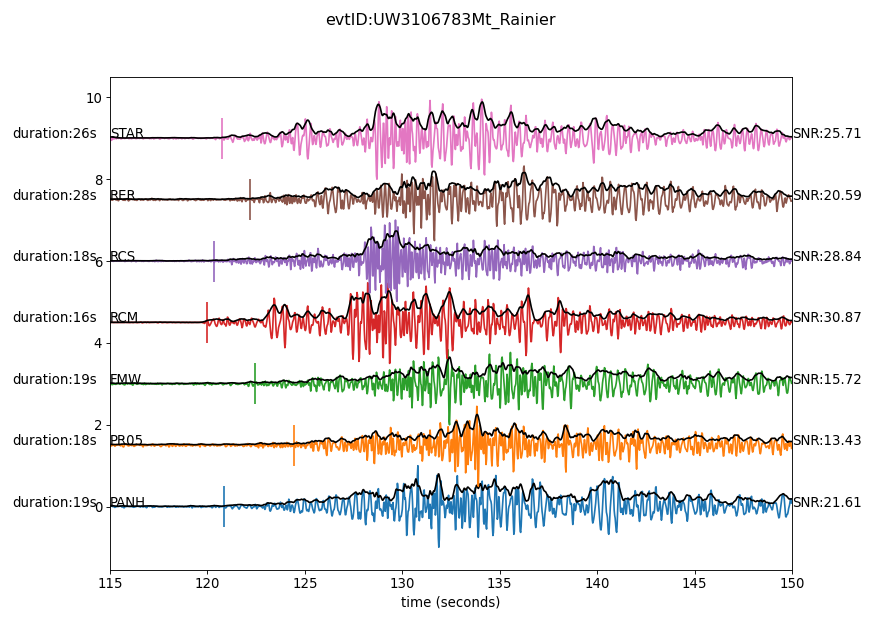 evtID:UW3106783Mt_Rainier
10
duration:26s STAR SNR:25.71
8
duration:28s RER SNR:20.59
duration:18s RCS SNR:28.84
6
duration:16s RCM SNR:30.87
4
duration:19s FMW SNR:15.72
2
duration:18s PR05 SNR:13.43
duration:19s PANH SNR:21.61
0
115 120 125 130 135 140 145 150
time (seconds)